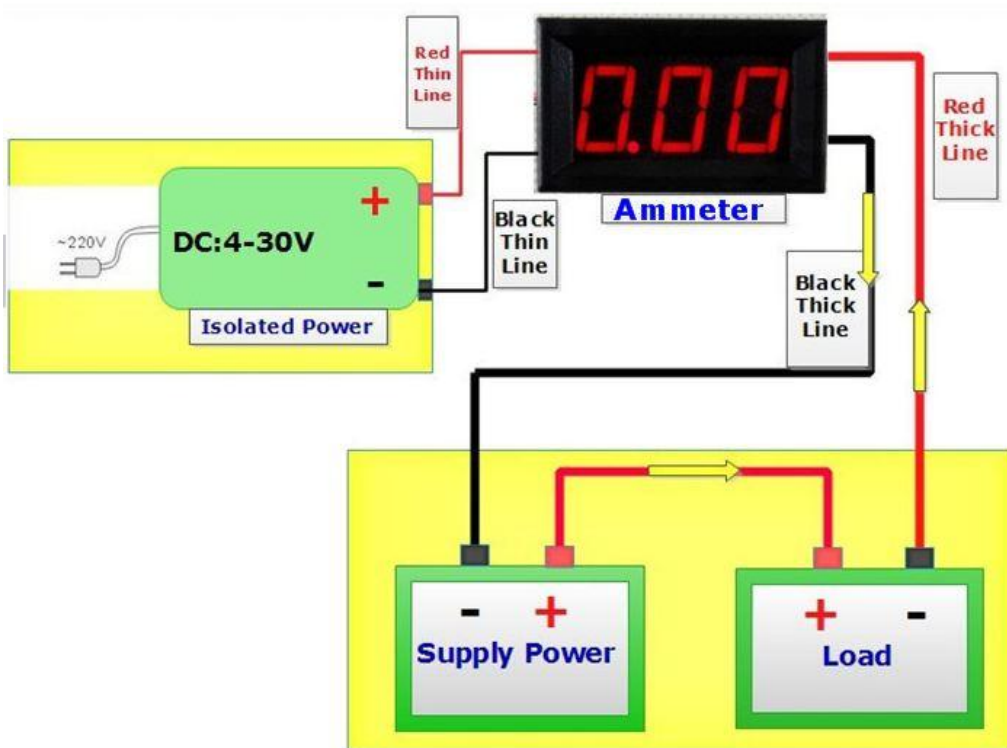 Red
Thin
Line
0.00
Red
Thick
Line
Ammeter
+
~220V
DC:4-30V
-
Black
Thin
Line
Isolated Power
Black
Thick
Line
- +
Supply Power
+ -
Load